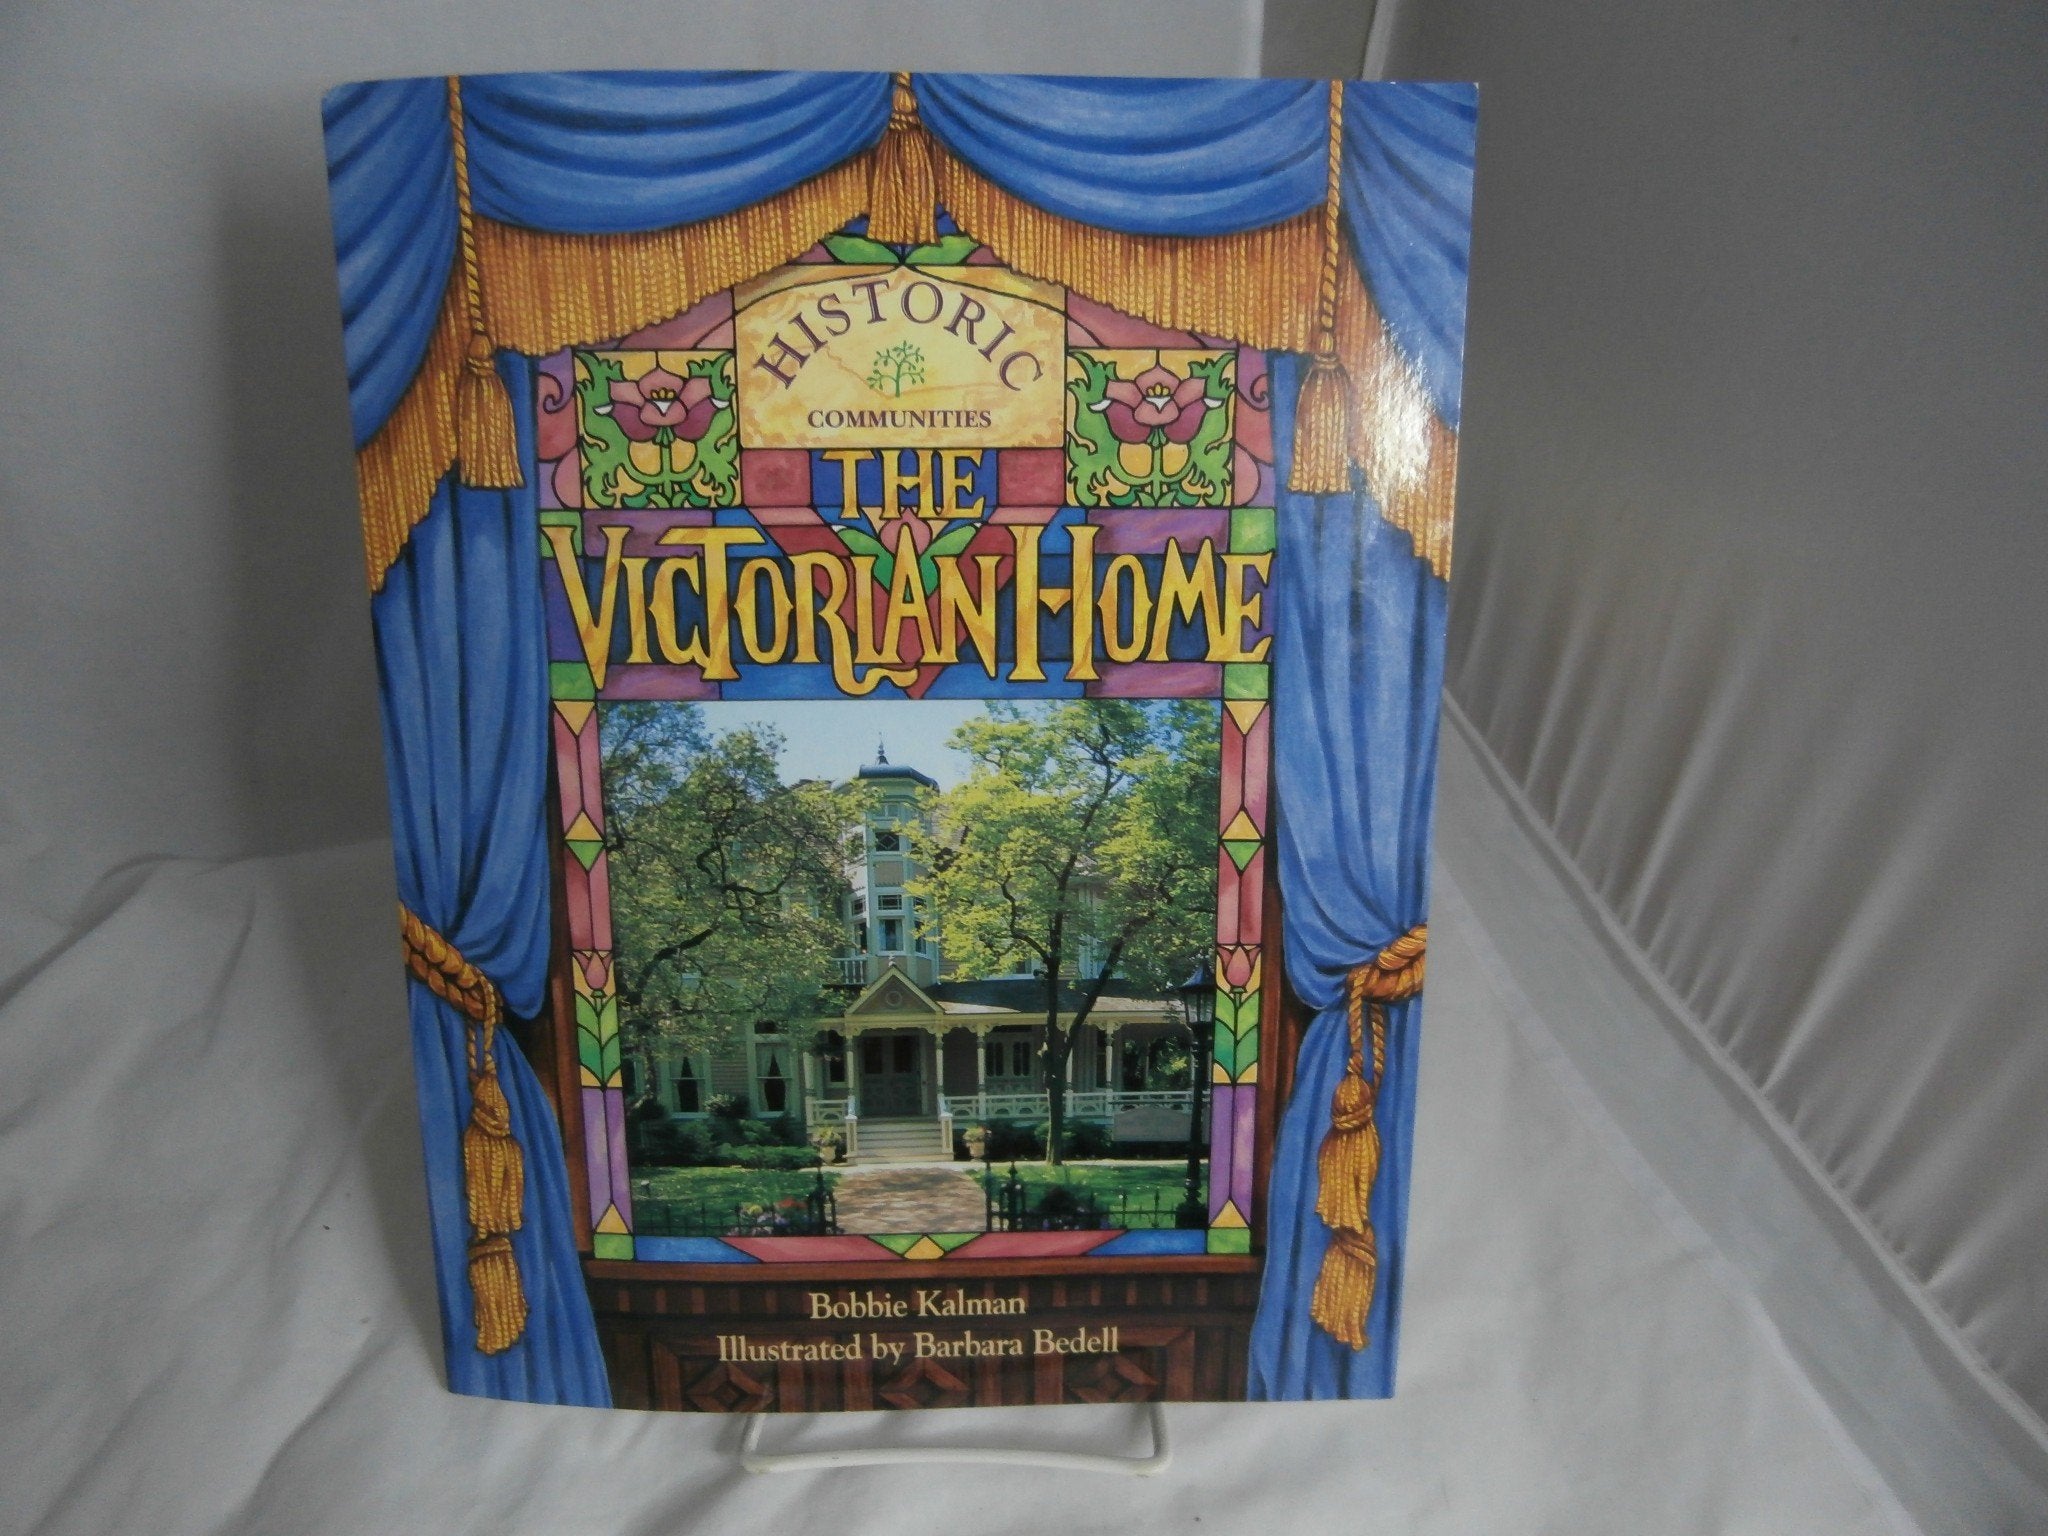 HISTORIC
COMMUNITIES
THE
VICTORIAN HOME
Bobbie Kalman
Illustrated by Barbara Bedell